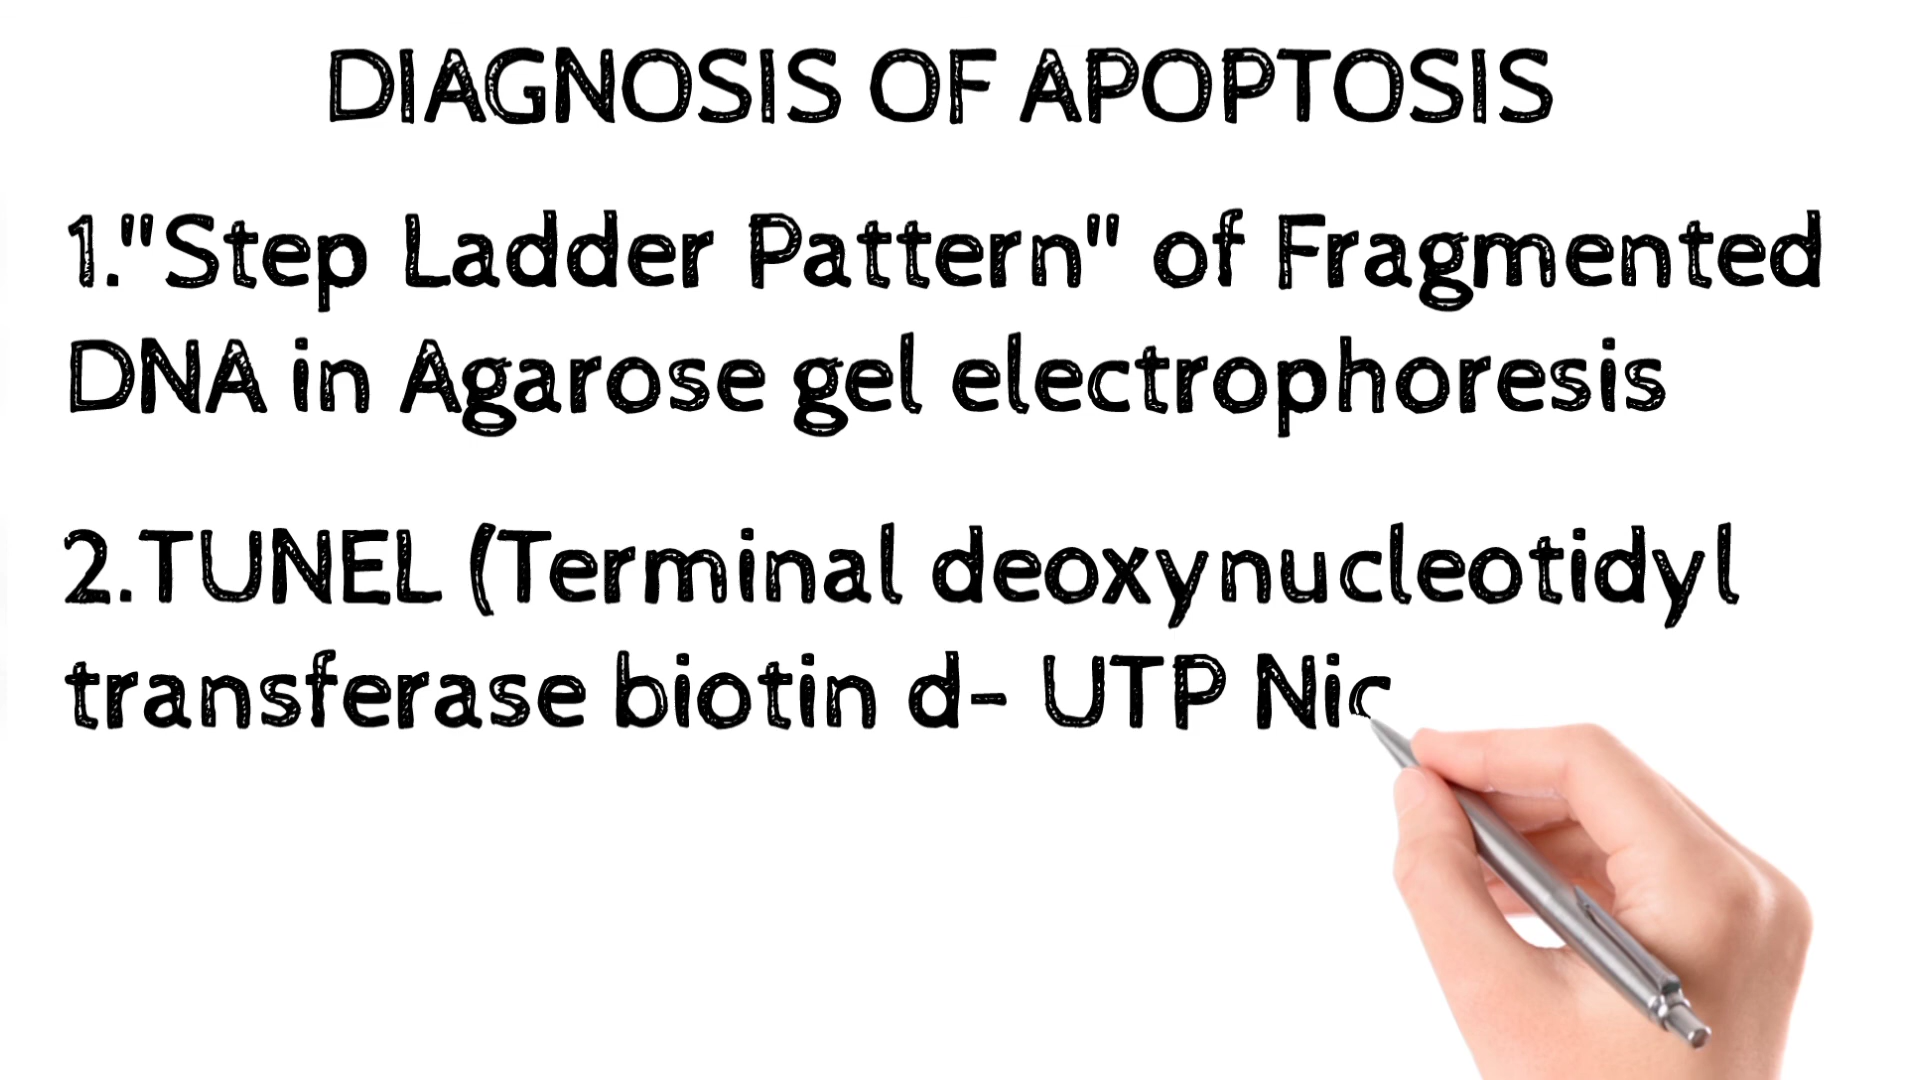 DIAGNOSIS OF APOPTOSIS
1."Step Ladder Pattern" of Fragmented
DNA in Agarose gel electrophoresis
2.TUNEL (Terminal deoxynucleotidyl
transferase biotin d- UTP Nic